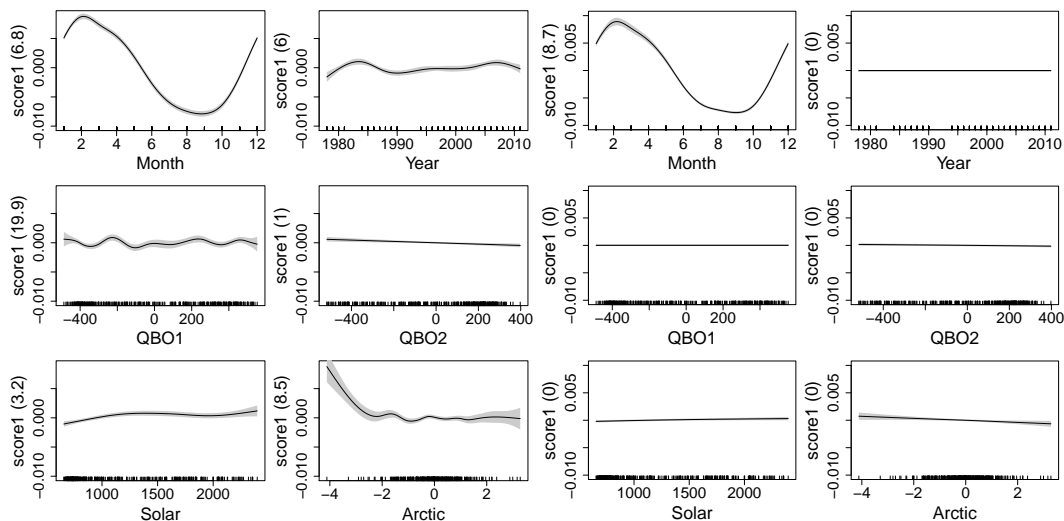 score1 (6.8)
−0.010 0.000
2 4 6 8 10 12
Month
score1 (6)
−0.010 0.000
1980 1990 2000 2010
Year
score1 (8.7)
−0.010 0.005
2 4 6 8 10 12
Month
score1 (0)
−0.010 0.005
1980 1990 2000 2010
Year
score1 (19.9)
−0.010 0.000
−400 0 200
QBO1
score1 (1)
−0.010 0.000
−400 0 200 400
QBO2
score1 (0)
−0.010 0.005
−400 0 200
QBO1
score1 (0)
−0.010 0.005
−400 0 200 400
QBO2
score1 (3.2)
−0.010 0.000
1000 1500 2000
Solar
score1 (8.5)
−0.010 0.000
−4 −2 0 2
Arctic
score1 (0)
−0.010 0.005
1000 1500 2000
Solar
score1 (0)
−0.010 0.005
−4 −2 0 2
Arctic